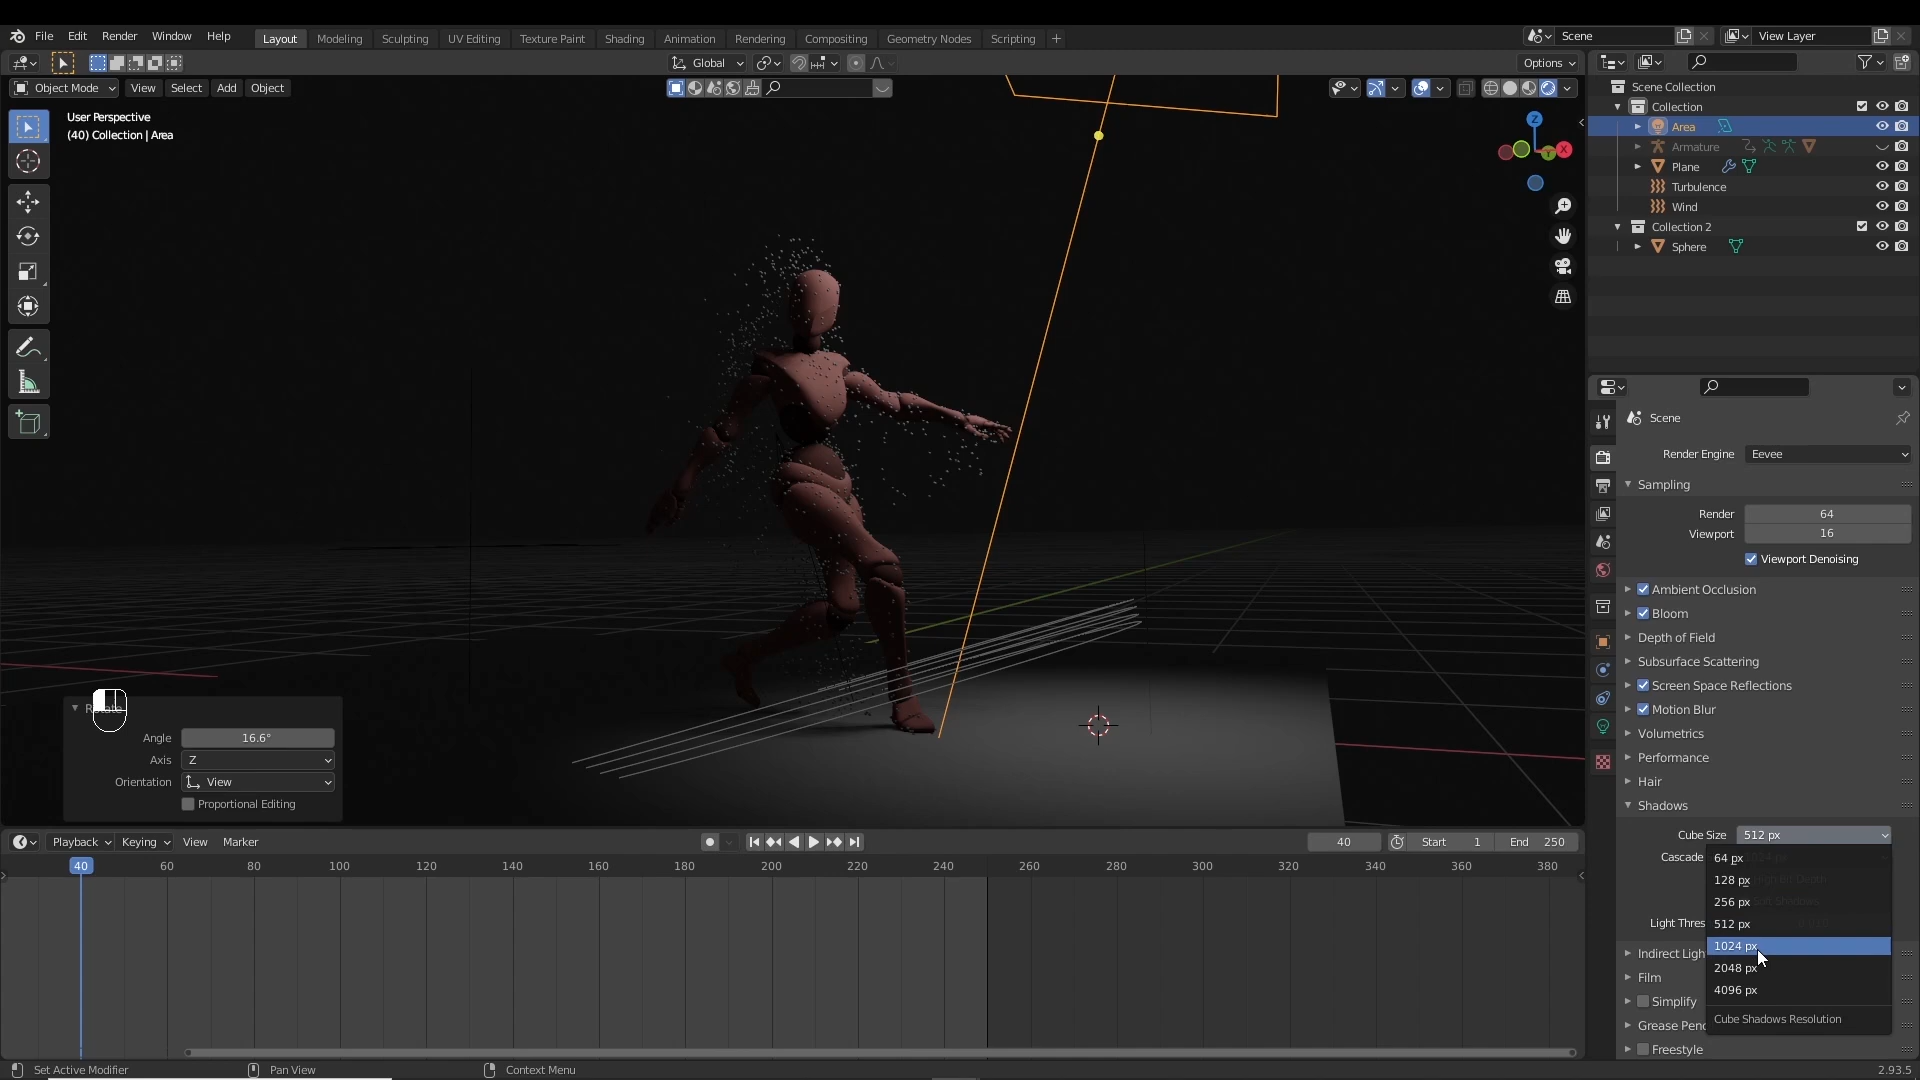 File Edit Render Window Help Layout Modeling Sculpting UV Editing Texture Paint Shading Animation Rendering Compositing Geometry Nodes Scripting + Scene View Layer
Global Options
Object Mode View Select Add Object
User Perspective
(40) Collection | Area
Z
X
Y
Scene Collection
Collection
Area
Armature
Plane
Turbulence
Wind
Collection 2
Sphere
Scene
Render Engine Eevee
Sampling
Render 64
Viewport 16
Viewport Denoising
Ambient Occlusion
Bloom
Depth of Field
Subsurface Scattering
Screen Space Reflections
Motion Blur
Volumetrics
Performance
Hair
Shadows
Cube Size 512 px
Cascade
Light Thres
64 px
128 px
256 px
512 px
1024 px
2048 px
4096 px
Cube Shadows Resolution
Indirect Ligh
Film
Simplify
Grease Penc
Freestyle
Rotate
Angle 16.6°
Axis Z
Orientation View
Proportional Editing
Playback Keying View Marker 40 Start 1 End 250
40 60 80 100 120 140 160 180 200 220 240 260 280 300 320 340 360 380
Set Active Modifier Pan View Context Menu 2.93.5